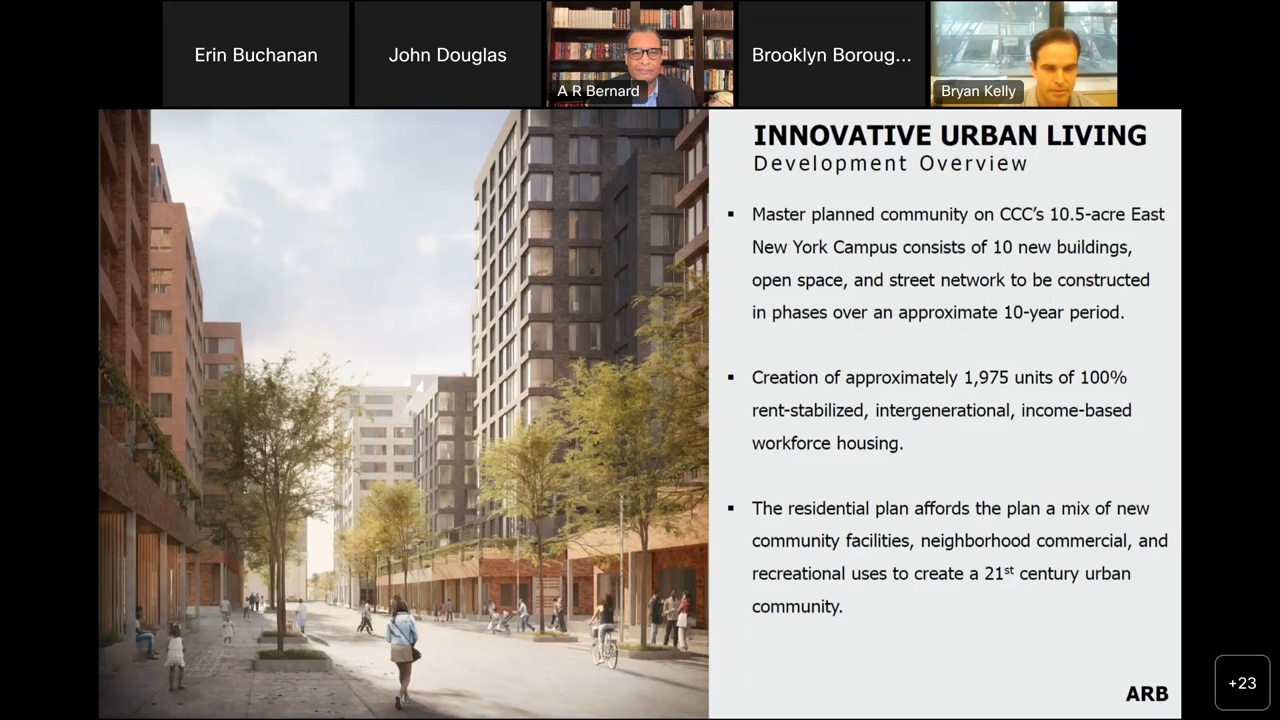 Erin Buchanan
John Douglas
A R Bernard
Brooklyn Boroug...
Bryan Kelly
INNOVATIVE URBAN LIVING
Development Overview
▪ Master planned community on CCC’s 10.5-acre East
New York Campus consists of 10 new buildings,
open space, and street network to be constructed
in phases over an approximate 10-year period.
▪ Creation of approximately 1,975 units of 100%
rent-stabilized, intergenerational, income-based
workforce housing.
▪ The residential plan affords the plan a mix of new
community facilities, neighborhood commercial, and
recreational uses to create a 21st century urban
community.
ARB
+23